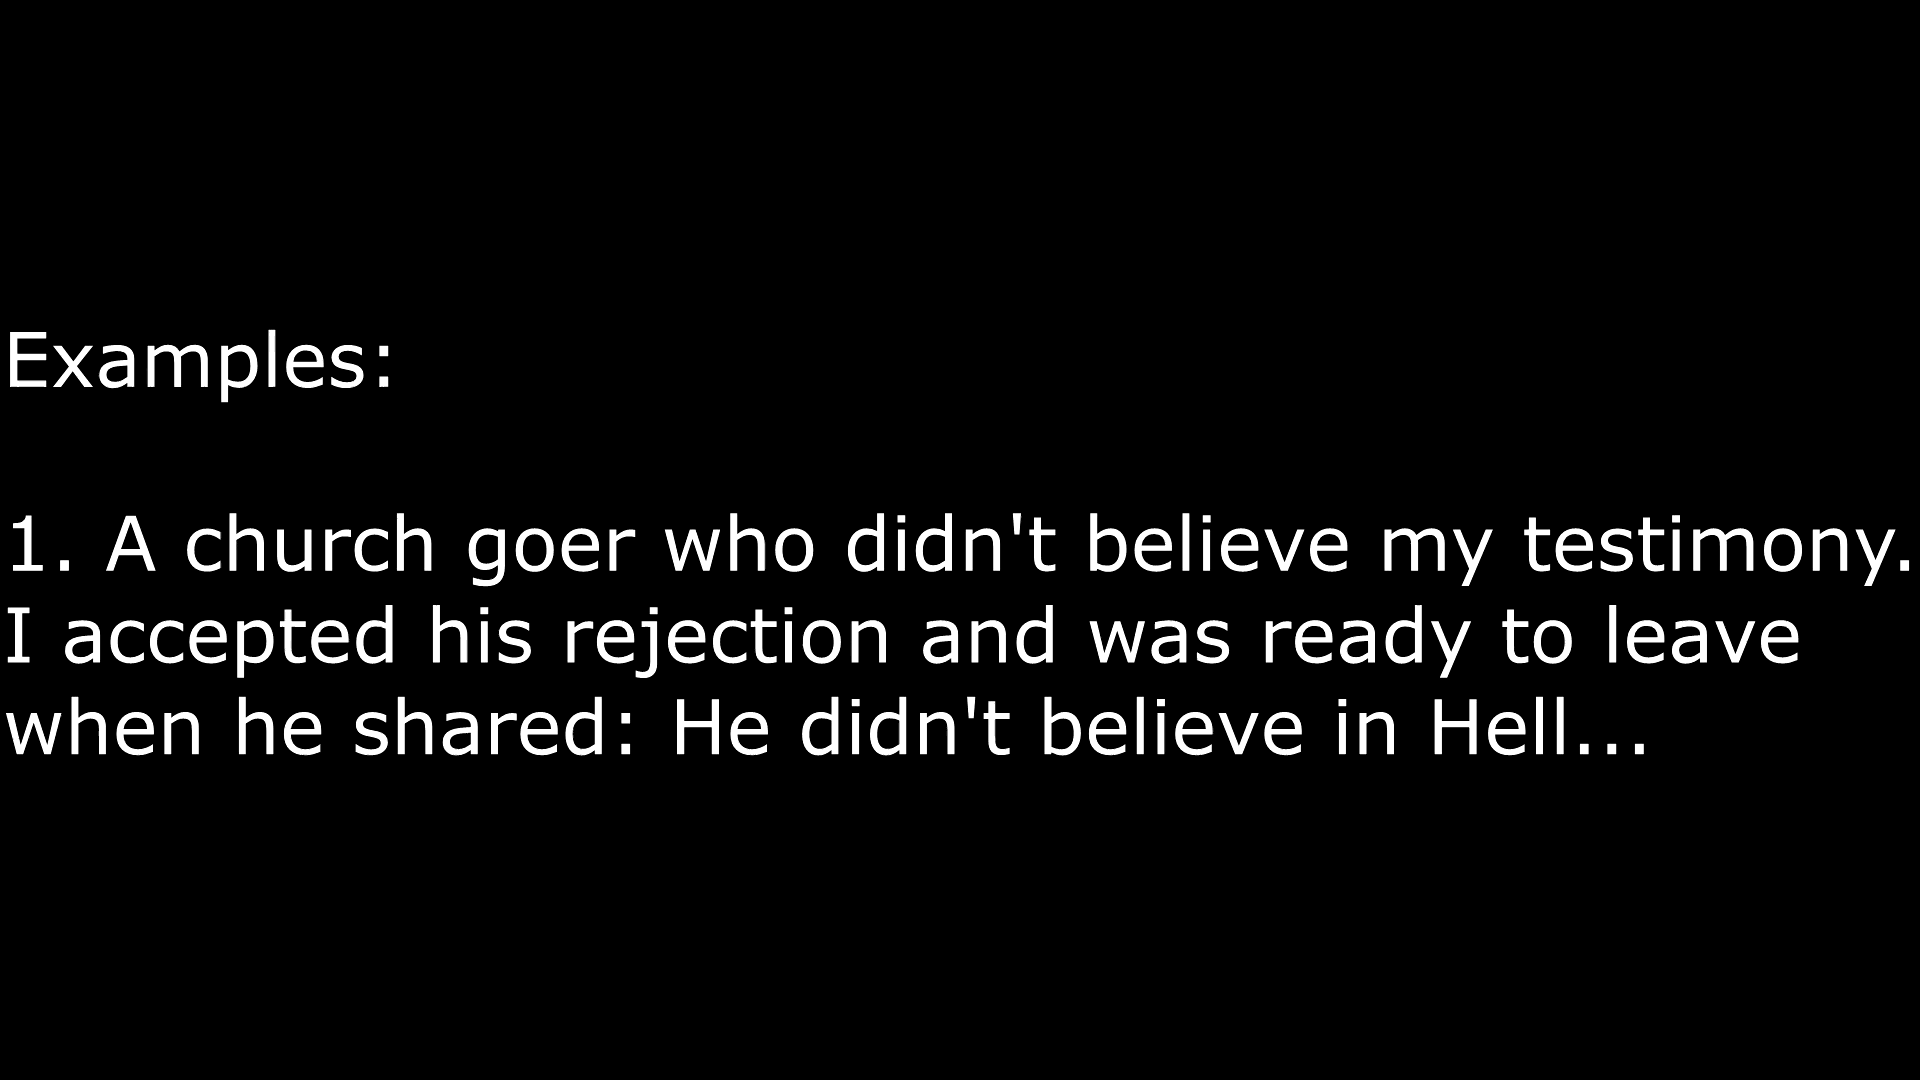 Examples:
1. A church goer who didn't believe my testimony.
I accepted his rejection and was ready to leave
when he shared: He didn't believe in Hell...